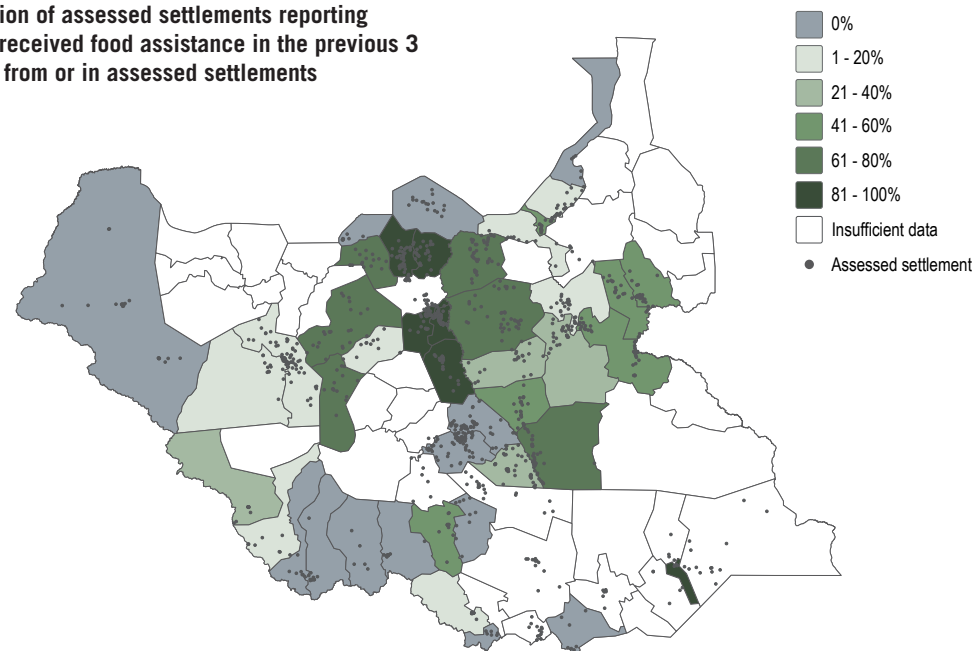 ion of assessed settlements reporting
received food assistance in the previous 3
from or in assessed settlements
0%
1 - 20%
21 - 40%
41 - 60%
61 - 80%
81 - 100%
Insufficient data
Assessed settlement